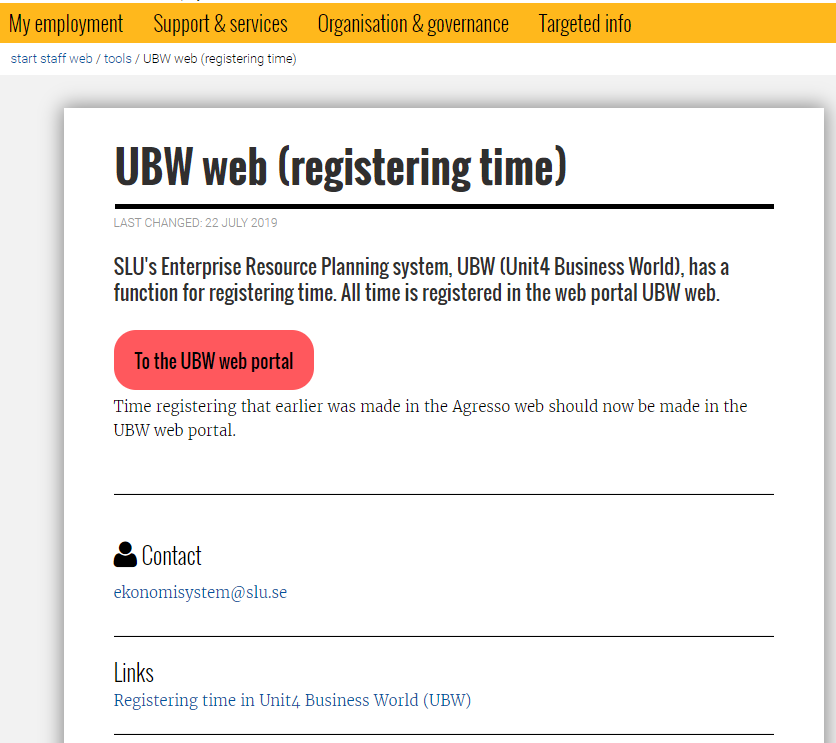 My employment Support & services Organisation & governance Targeted info
start staff web / tools / UBW web (registering time)
UBW web (registering time)
LAST CHANGED: 22 JULY 2019
SLU's Enterprise Resource Planning system, UBW (Unit4 Business World), has a
function for registering time. All time is registered in the web portal UBW web.
To the UBW web portal
Time registering that earlier was made in the Agresso web should now be made in the
UBW web portal.
Contact
ekonomisystem@slu.se
Links
Registering time in Unit4 Business World (UBW)